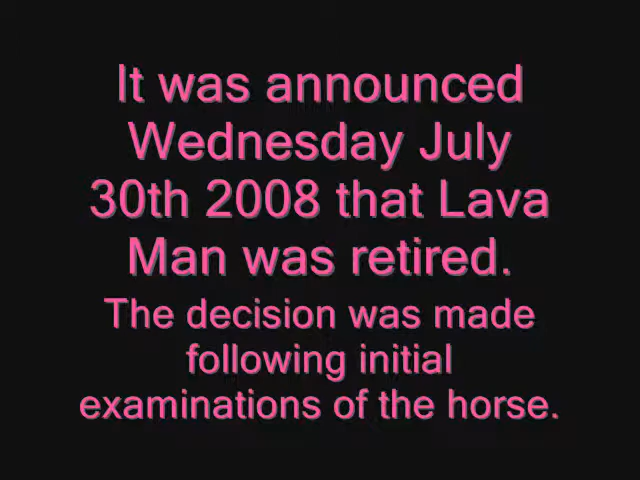 It was announced
Wednesday July
30th 2008 that Lava
Man was retired.
The decision was made
following initial
examinations of the horse.